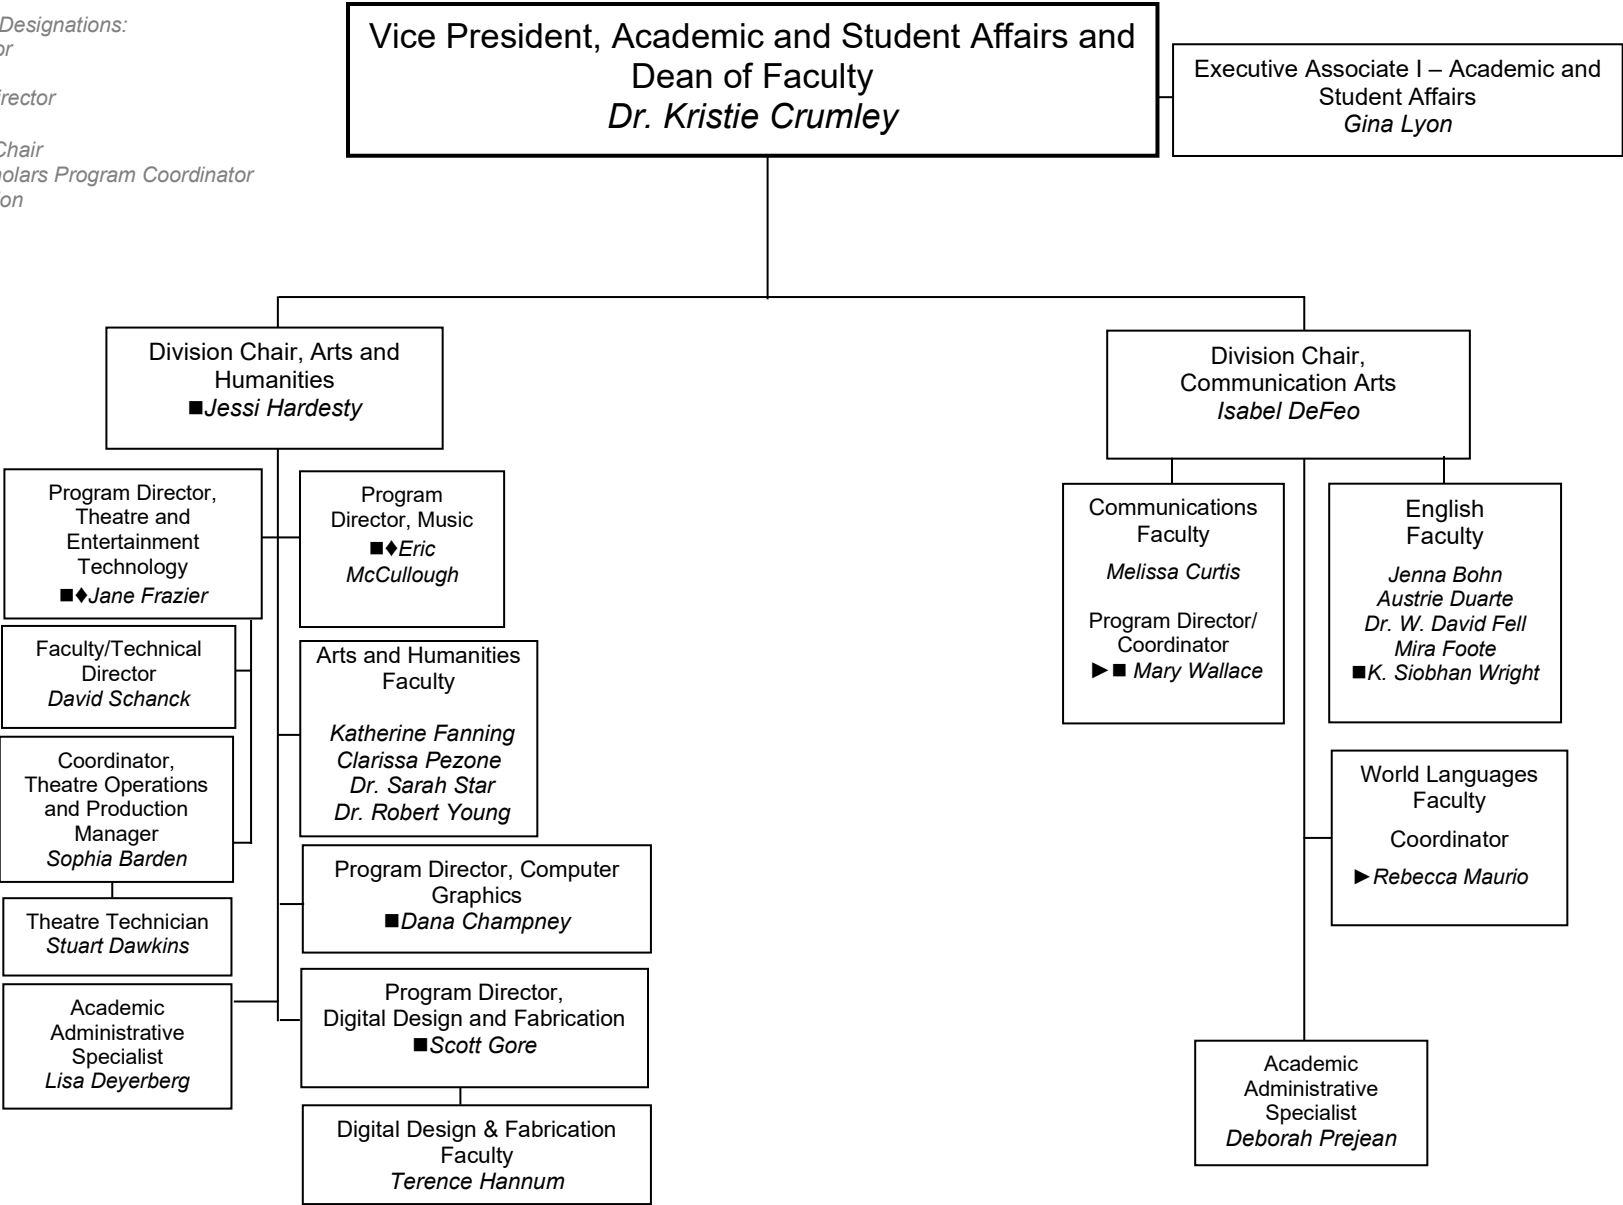 Designations:
or
irector
Chair
olars Program Coordinator
on
Vice President, Academic and Student Affairs and
Dean of Faculty
Dr. Kristie Crumley
Executive Associate I – Academic and
Student Affairs
Gina Lyon
Division Chair, Arts and
Humanities
■Jessi Hardesty
Program Director,
Theatre and
Entertainment
Technology
■♦Jane Frazier
Faculty/Technical
Director
David Schanck
Coordinator,
Theatre Operations
and Production
Manager
Sophia Barden
Theatre Technician
Stuart Dawkins
Academic
Administrative
Specialist
Lisa Deyerberg
Program
Director, Music
■♦Eric
McCullough
Arts and Humanities
Faculty
Katherine Fanning
Clarissa Pezone
Dr. Sarah Star
Dr. Robert Young
Program Director, Computer
Graphics
■Dana Champney
Program Director,
Digital Design and Fabrication
■Scott Gore
Digital Design & Fabrication
Faculty
Terence Hannum
Division Chair,
Communication Arts
Isabel DeFeo
Communications
Faculty
Melissa Curtis
Program Director/
Coordinator
►■ Mary Wallace
English
Faculty
Jenna Bohn
Austrie Duarte
Dr. W. David Fell
Mira Foote
■K. Siobhan Wright
World Languages
Faculty
Coordinator
►Rebecca Maurio
Academic
Administrative
Specialist
Deborah Prejean